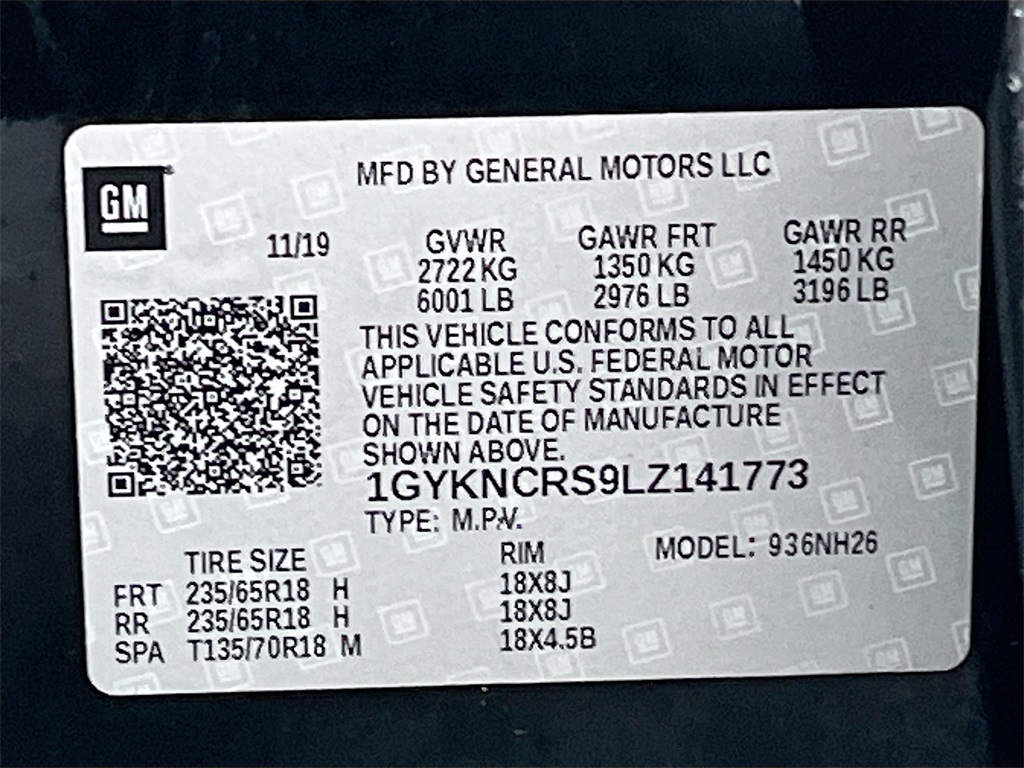 GM
MFD BY GENERAL MOTORS LLC
11/19 GVWR GAWR FRT GAWR RR
2722 KG 1350 KG 1450 KG
6001 LB 2976 LB 3196 LB
THIS VEHICLE CONFORMS TO ALL
APPLICABLE U.S. FEDERAL MOTOR
VEHICLE SAFETY STANDARDS IN EFFECT
ON THE DATE OF MANUFACTURE
SHOWN ABOVE.
1GYKNCRS9LZ141773
TYPE: M.P.V.
TIRE SIZE RIM MODEL: 936NH26
FRT 235/65R18 H 18X8J
RR 235/65R18 H 18X8J
SPA T135/70R18 M 18X4.5B